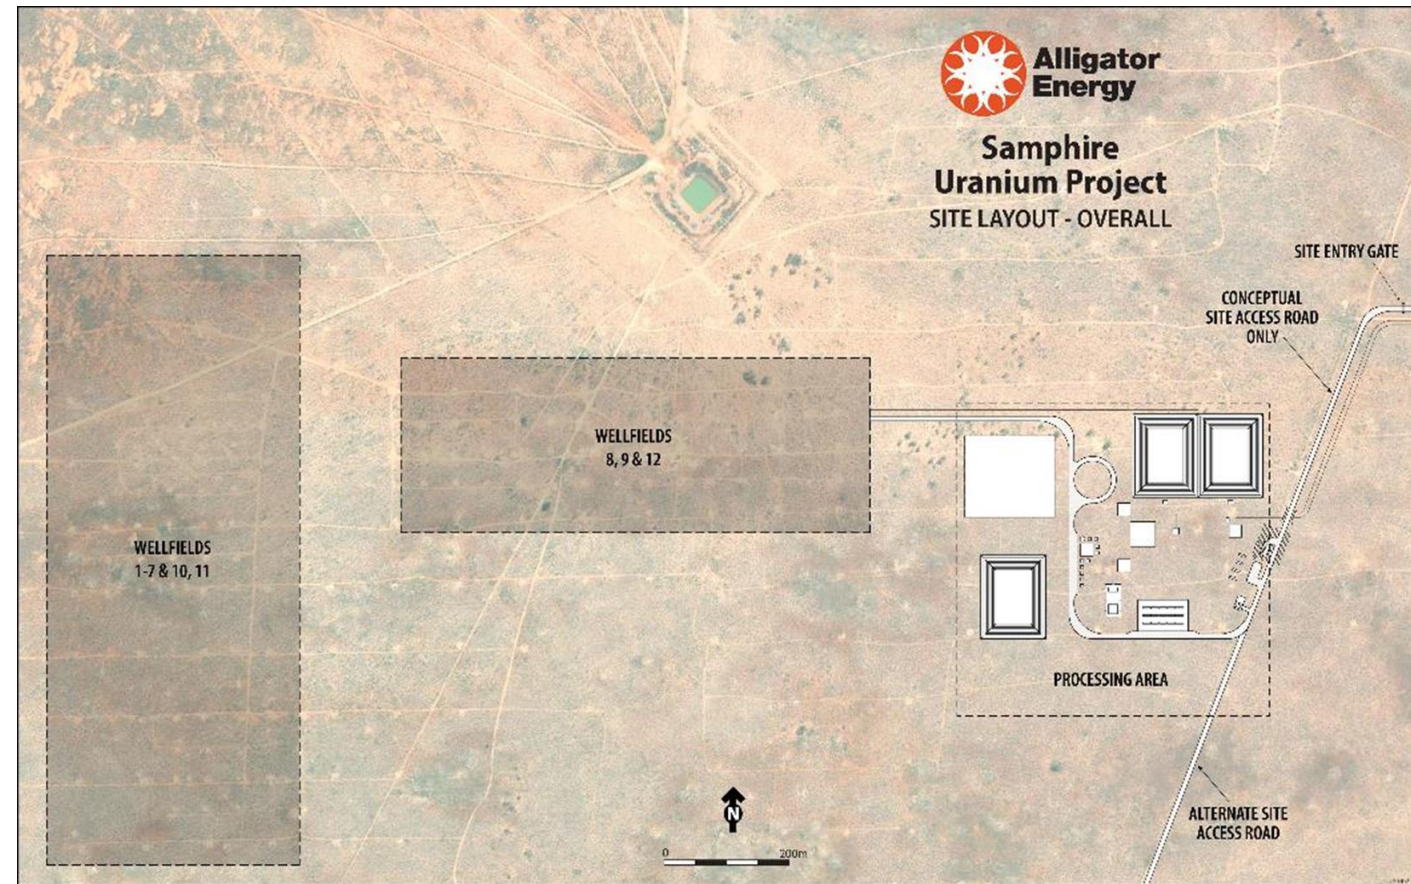 Alligator
Energy
Samphire
Uranium Project
SITE LAYOUT - OVERALL
SITE ENTRY GATE
CONCEPTUAL
SITE ACCESS ROAD
ONLY
WELLFIELDS
8, 9 & 12
WELLFIELDS
1-7 & 10, 11
PROCESSING AREA
N
0 200m
ALTERNATE SITE
ACCESS ROAD